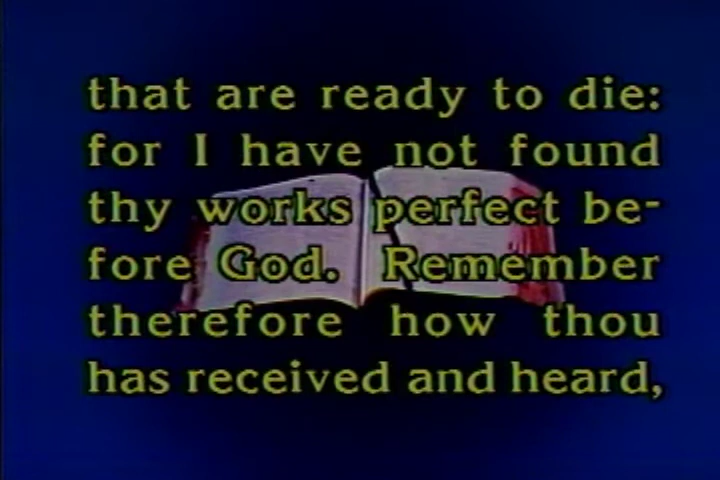 that are ready to die:
for I have not found
thy works perfect be-
fore God. Remember
therefore how thou
has received and heard,